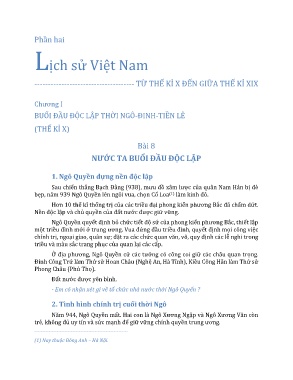 Phần hai
Lịch sử Việt Nam
TỪ THẾ KỈ X ĐẾN GIỮA THẾ KỈ XIX
Chương I
BUỔI ĐẦU ĐỘC LẬP THỜI NGÔ-ĐINH-TIỀN LÊ
(THẾ KỈ X)
Bài 8
NƯỚC TA BUỔI ĐẦU ĐỘC LẬP
1. Ngô Quyền dựng nền độc lập
Sau chiến thắng Bạch Đằng (938), mưu đồ xâm lược của quân Nam Hán bị đè
bẹp, năm 939 Ngô Quyền lên ngôi vua, chọn Cổ Loa(1) làm kinh đô.
Hơn 10 thế kỉ thống trị của các triều đại phong kiến phương Bắc đã chấm dứt.
Nền độc lập và chủ quyền của đất nước được giữ vững.
Ngô Quyền quyết định bỏ chức tiết độ sứ của phong kiến phương Bắc, thiết lập
một triều đình mới ở trung ương. Vua đứng đầu triều đình, quyết định mọi công việc
chính trị, ngoại giao, quân sự; đặt ra các chức quan văn, võ, quy định các lễ nghi trong
triều và màu sắc trang phục của quan lại các cấp.
Ở địa phương, Ngô Quyền cử các tướng có công coi giữ các châu quan trọng.
Đinh Công Trứ làm Thứ sử Hoan Châu (Nghệ An, Hà Tĩnh), Kiều Công Hãn làm Thứ sử
Phong Châu (Phú Thọ).
Đất nước được yên bình.
- Em có nhận xét gì về tổ chức nhà nước thời Ngô Quyền ?
2. Tình hình chính trị cuối thời Ngô
Năm 944, Ngô Quyền mất. Hai con là Ngô Xương Ngập và Ngô Xương Văn còn
trẻ, không đủ uy tín và sức mạnh để giữ vững chính quyền trung ương.
(1) Nay thuộc Đông Anh - Hà Nội.